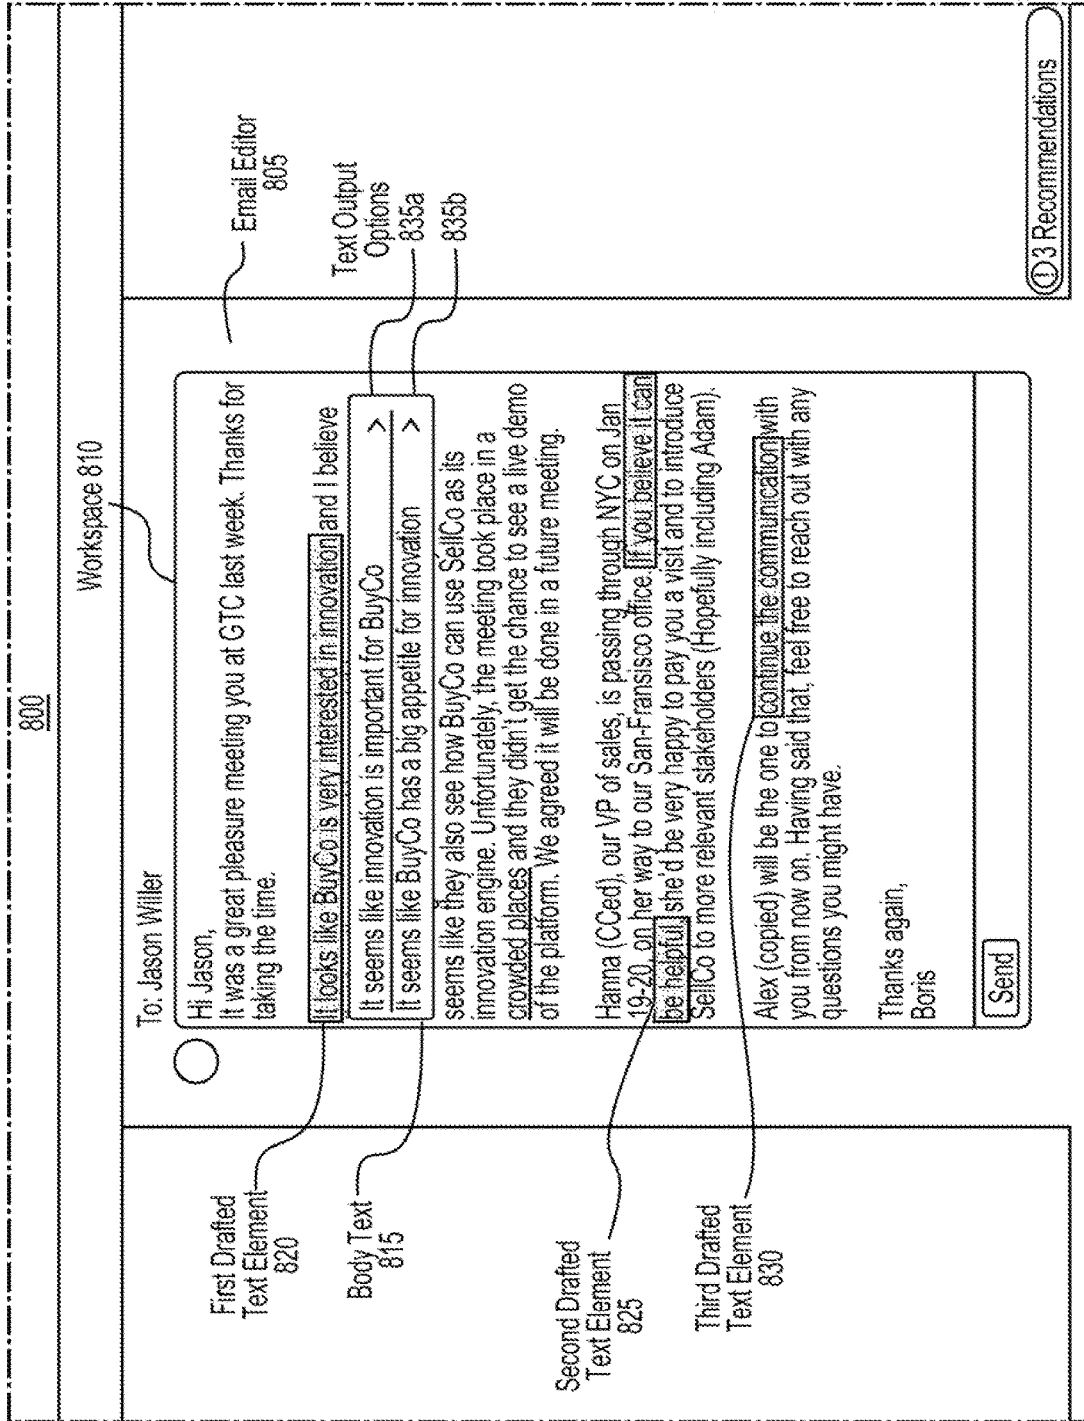 800
Workspace 810
Email Editor
805
To: Jason Willer
Hi Jason,
It was a great pleasure meeting you at GTC last week. Thanks for
taking the time.
It looks like BuyCo is very interested in innovation and I believe
It seems like innovation is important for BuyCo >
It seems like BuyCo has a big appetite for innovation >
seems like they also see how BuyCo can use SellCo as its
innovation engine. Unfortunately, the meeting took place in a
crowded places and they didn't get the chance to see a live demo
of the platform. We agreed it will be done in a future meeting.
Hanna (CCed), our VP of sales, is passing through NYC on Jan
19-20, on her way to our San-Fransisco office. If you believe it can
be helpful, she'd be very happy to pay you a visit and to introduce
SellCo to more relevant stakeholders (Hopefully including Adam).
Alex (copied) will be the one to continue the communication with
you from now on. Having said that, feel free to reach out with any
questions you might have.
Thanks again,
Boris
Send
First Drafted
Text Element
820
Body Text
815
Second Drafted
Text Element
825
Third Drafted
Text Element
830
Text Output
Options
835a
835b
! 3 Recommendations